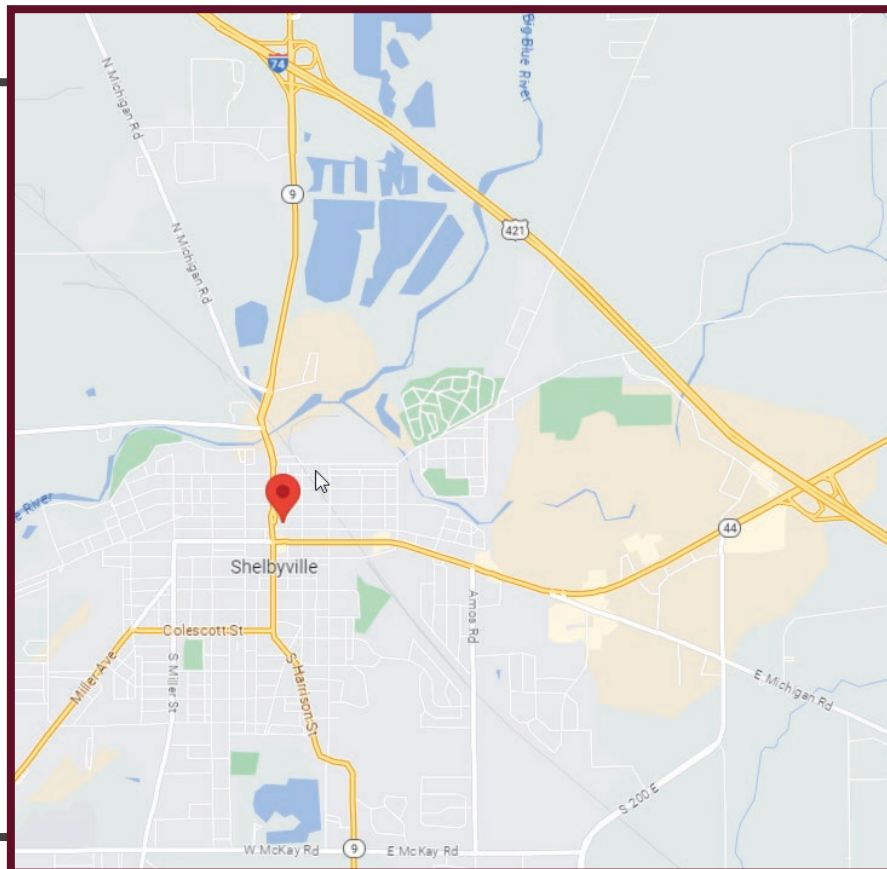 Big Blue River
74
N Michigan Rd
9
N Michigan Rd
421
e River
44
Shelbyville
Amos Rd
Colescott St
Miller Ave
S Miller St
S Harrison St
E Michigan Rd
S 200 E
W McKay Rd
9
E McKay Rd